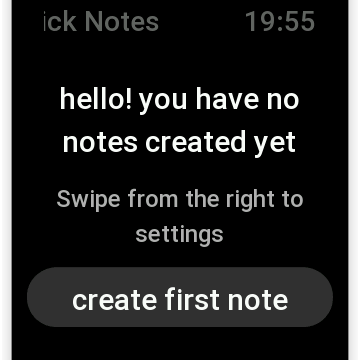 ick Notes 19:55
hello! you have no
notes created yet
Swipe from the right to
settings
create first note